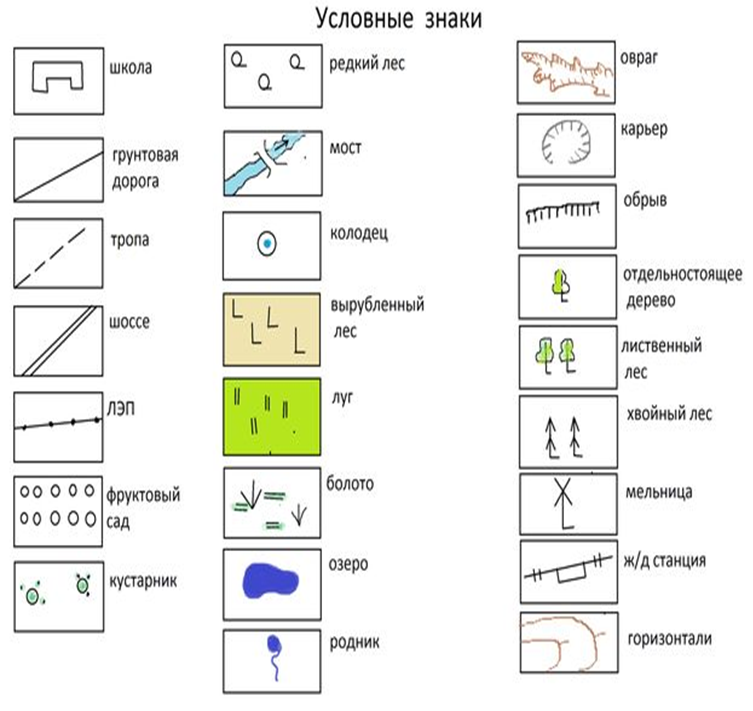 Условные знаки
школа
грунтовая
дорога
тропа
шоссе
ЛЭП
фруктовый
сад
кустарник
редкий лес
мост
колодец
вырубленный
лес
луг
болото
озеро
родник
овраг
карьер
обрыв
отдельностоящее
дерево
лиственный
лес
хвойный лес
мельница
ж/д станция
горизонтали